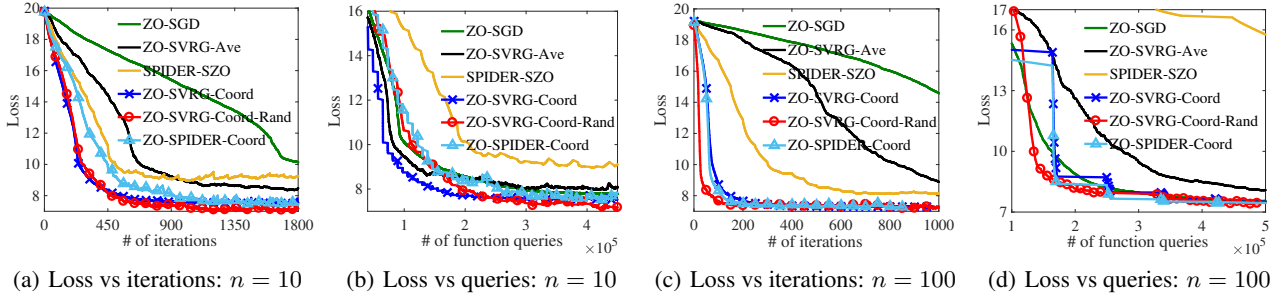 20
18
16
14
12
10
8
Loss
0
450
900
1350
1800
# of iterations
ZO-SGD
ZO-SVRG-Ave
SPIDER-SZO
ZO-SVRG-Coord
ZO-SVRG-Coord-Rand
ZO-SPIDER-Coord
16
14
12
10
8
Loss
1
2
3
4
×10⁵
# of function queries
ZO-SGD
ZO-SVRG-Ave
SPIDER-SZO
ZO-SVRG-Coord
ZO-SVRG-Coord-Rand
ZO-SPIDER-Coord
20
18
16
14
12
10
8
Loss
0
200
400
600
800
1000
# of iterations
ZO-SGD
ZO-SVRG-Ave
SPIDER-SZO
ZO-SVRG-Coord
ZO-SVRG-Coord-Rand
ZO-SPIDER-Coord
17
16
13
10
7
Loss
1
2
3
4
5
×10⁵
# of function queries
ZO-SGD
ZO-SVRG-Ave
SPIDER-SZO
ZO-SVRG-Coord
ZO-SVRG-Coord-Rand
ZO-SPIDER-Coord
(a) Loss vs iterations: n = 10
(b) Loss vs queries: n = 10
(c) Loss vs iterations: n = 100
(d) Loss vs queries: n = 100